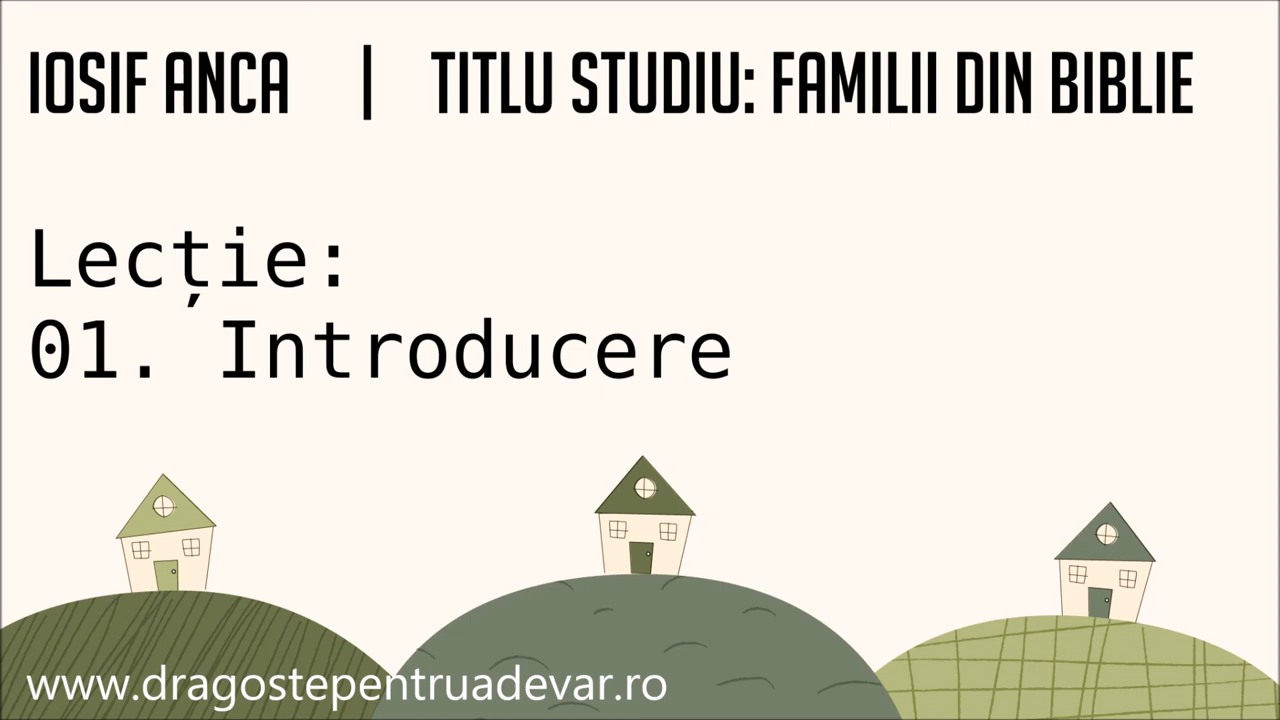 IOSIF ANCA | TITLU STUDIU: FAMILII DIN BIBLIE
Lecție:
01. Introducere
www.dragostepentruadevar.ro